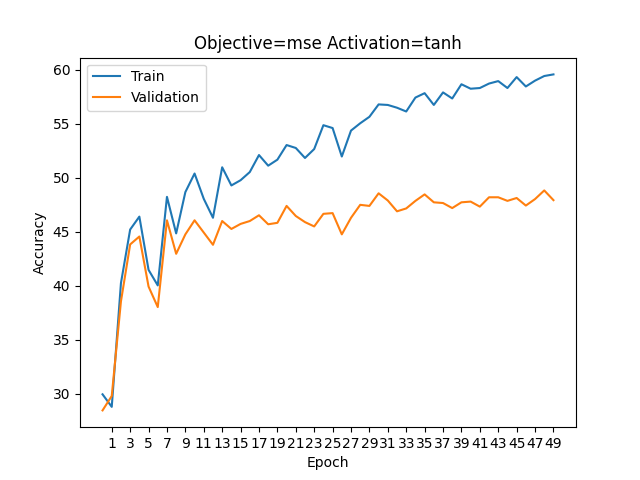 Objective=mse Activation=tanh
Train
Validation
60
55
50
45
40
35
30
Accuracy
1 3 5 7 9 11 13 15 17 19 21 23 25 27 29 31 33 35 37 39 41 43 45 47 49
Epoch